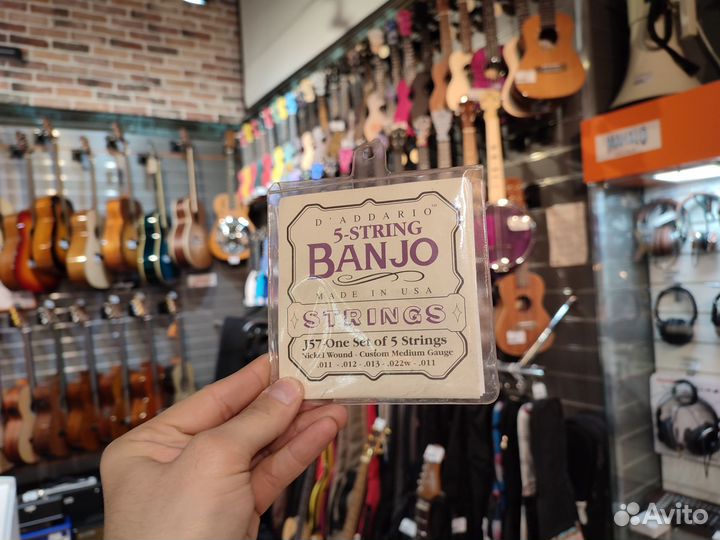 D'ADDARIO
5-STRING
BANJO
MADE IN USA
STRINGS
J57-One Set of 5 Strings
Nickel Wound - Custom Medium Gauge
.011 - .012 - .013 - .022w - .011
Avito